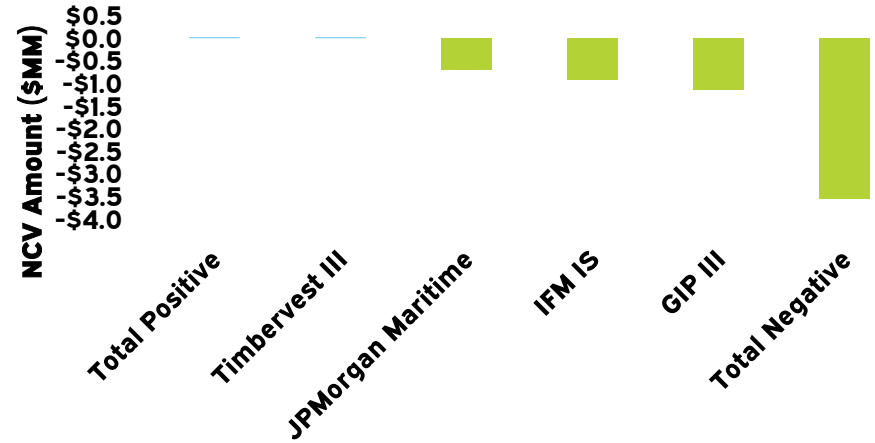 NCV Amount ($MM)
$0.5
$0.0
-$0.5
-$1.0
-$1.5
-$2.0
-$2.5
-$3.0
-$3.5
-$4.0
Total Positive
Timbervest III
JPMorgan Maritime
IFM IS
GIP III
Total Negative